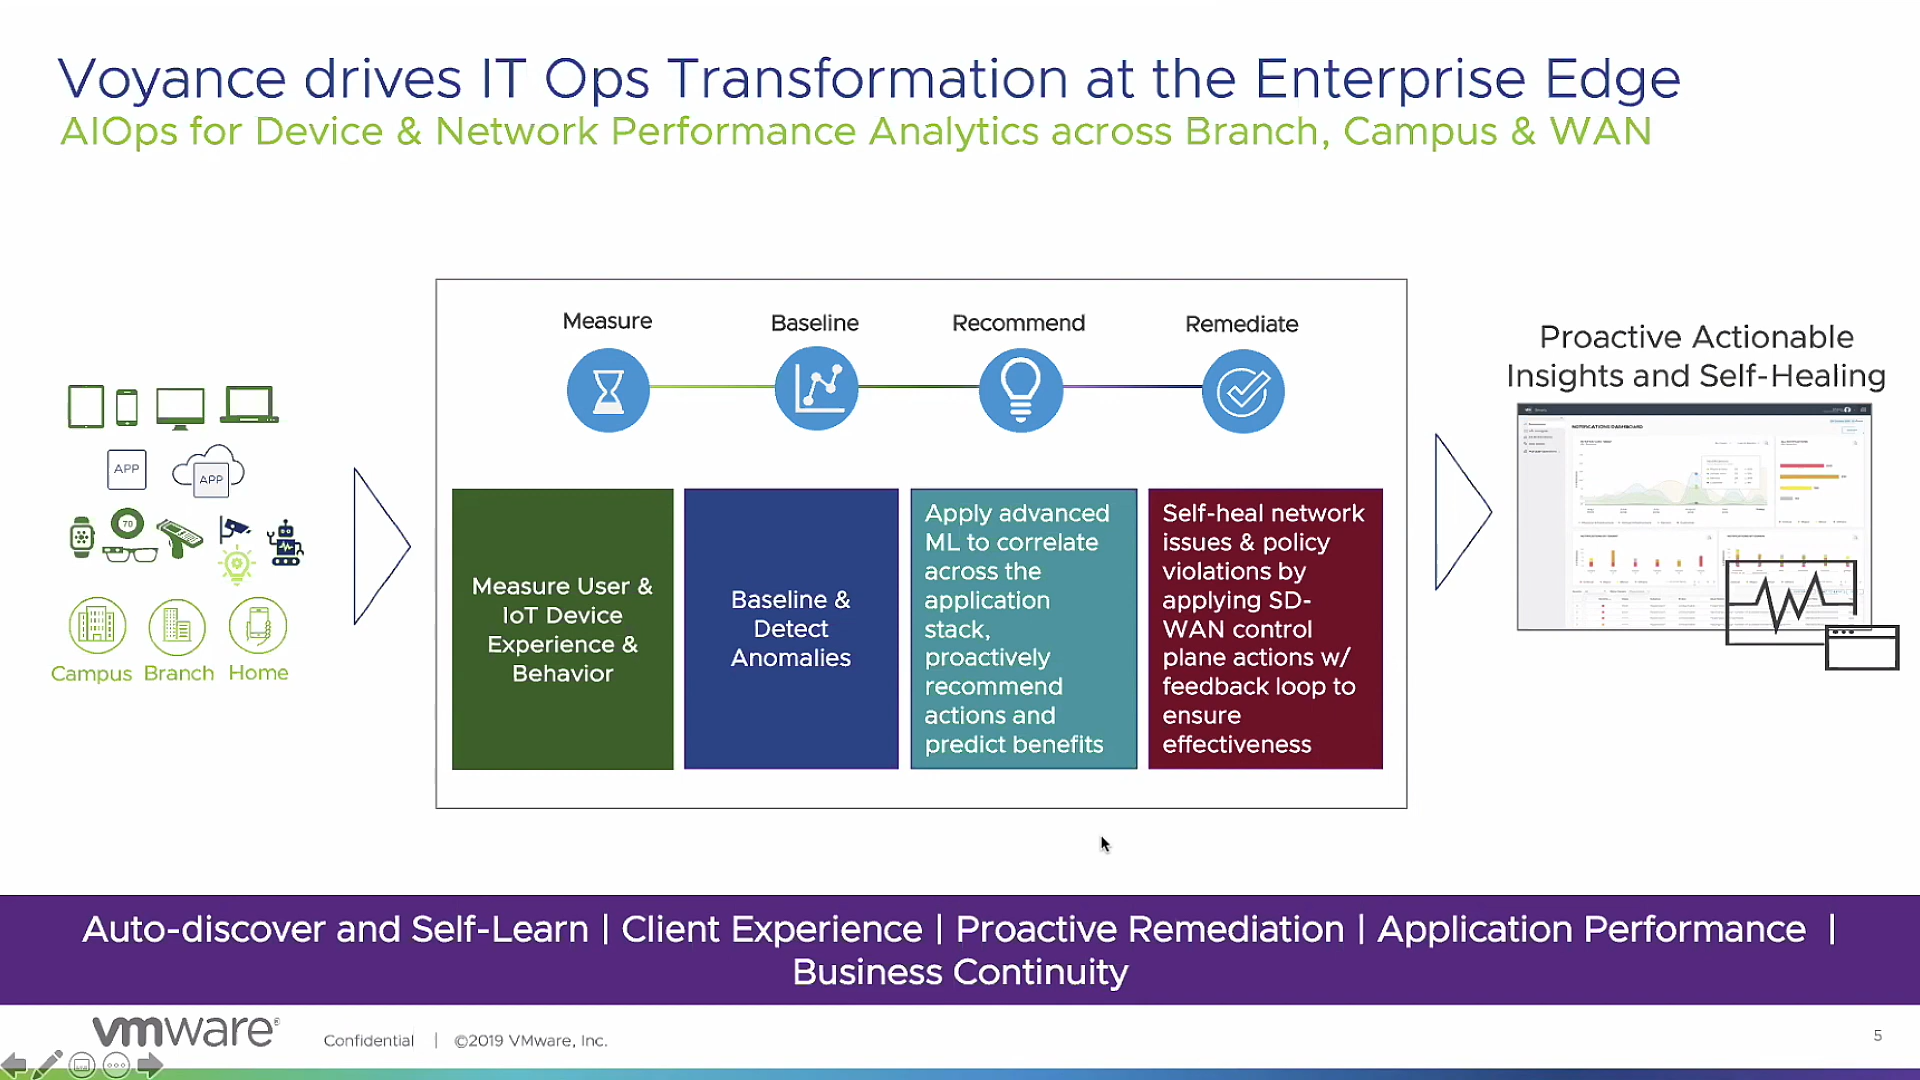 Voyance drives IT Ops Transformation at the Enterprise Edge
AIOps for Device & Network Performance Analytics across Branch, Campus & WAN
APP
APP
70
Campus Branch Home
Measure
Baseline
Recommend
Remediate
Measure User &
IoT Device
Experience &
Behavior
Baseline &
Detect
Anomalies
Apply advanced
ML to correlate
across the
application
stack,
proactively
recommend
actions and
predict benefits
Self-heal network
issues & policy
violations by
applying SD-
WAN control
plane actions w/
feedback loop to
ensure
effectiveness
Proactive Actionable
Insights and Self-Healing
NOTIFICATIONS DASHBOARD
Auto-discover and Self-Learn | Client Experience | Proactive Remediation | Application Performance |
Business Continuity
vmware®
Confidential | ©2019 VMware, Inc.
5